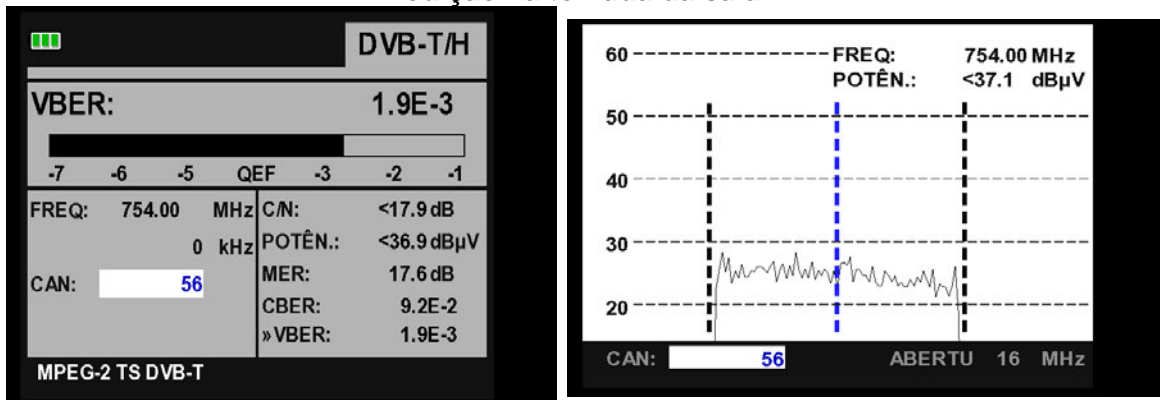 DVB-T/H
VBER: 1.9E-3
-7 -6 -5 QEF -3 -2 -1
FREQ: 754.00 MHz
0 kHz
CAN: 56
C/N: <17.9 dB
POTÊN.: <36.9 dBµV
MER: 17.6 dB
CBER: 9.2E-2
»VBER: 1.9E-3
MPEG-2 TS DVB-T
60 FREQ: 754.00 MHz
POTÊN.: <37.1 dBµV
50
40
30
20
CAN: 56 ABERTU 16 MHz